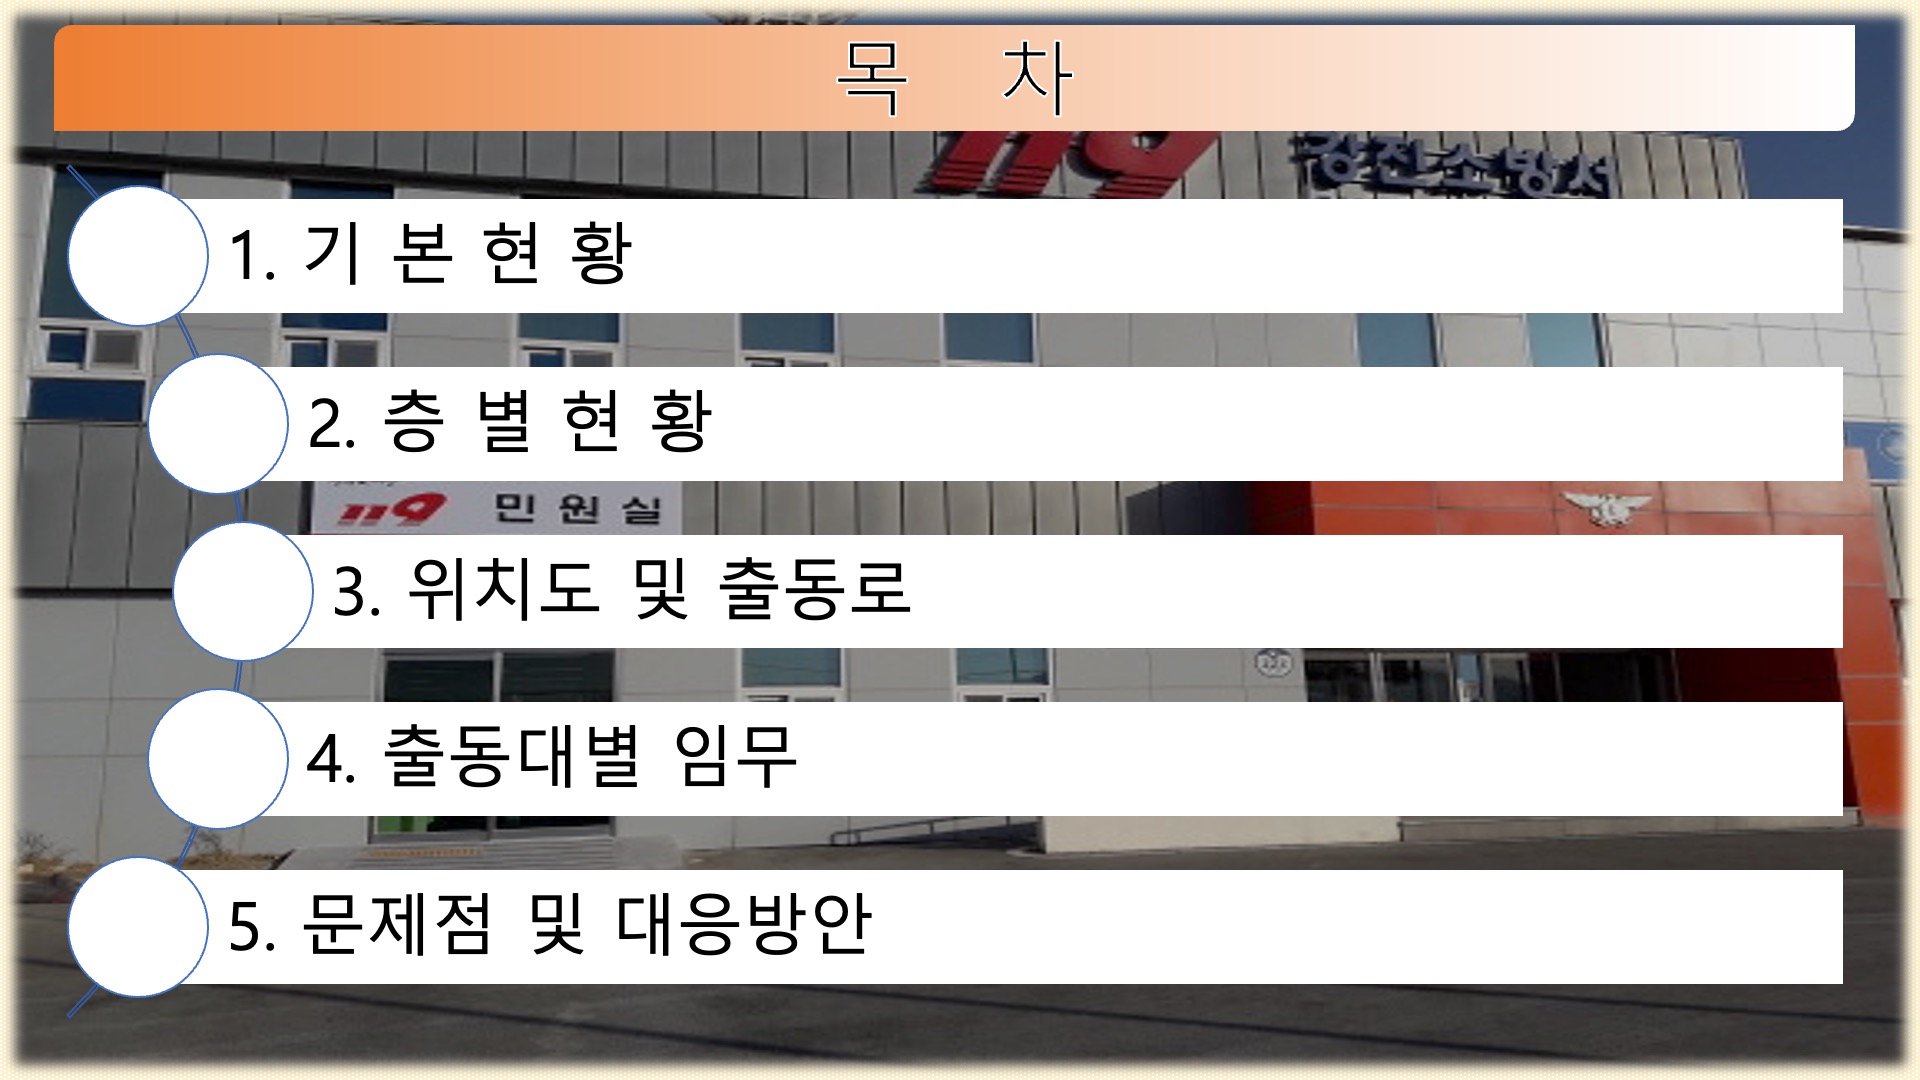 목 차
119 강진소방서
1. 기 본 현 황
2. 층 별 현 황
119 민 원 실
3. 위치도 및 출동로
4. 출동대별 임무
5. 문제점 및 대응방안